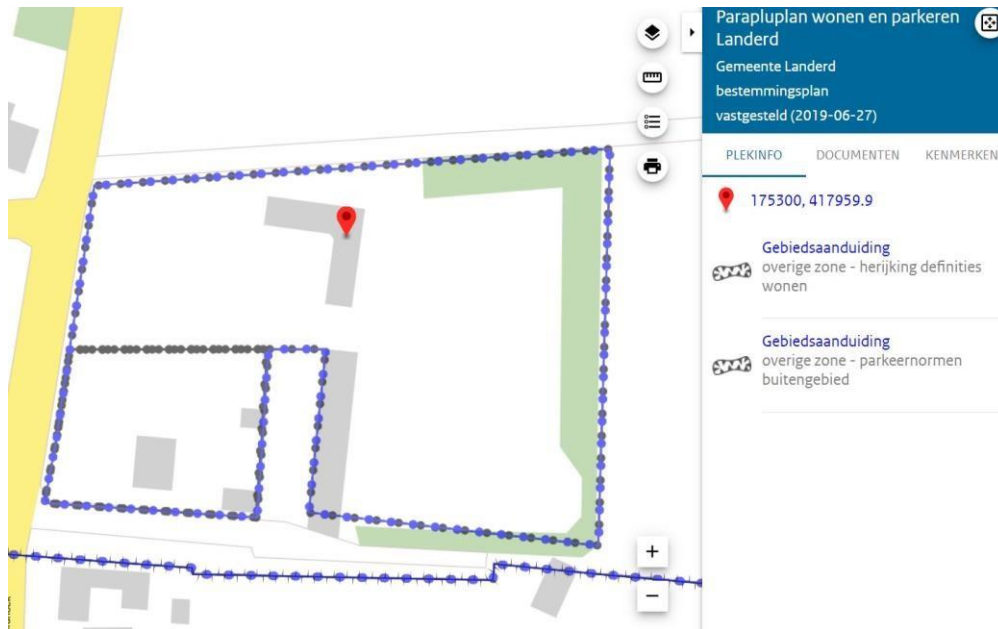 Parapluplan wonen en parkeren
Landerd
Gemeente Landerd
bestemmingsplan
vastgesteld (2019-06-27)
PLEKINFO DOCUMENTEN KENMERKEN
175300, 417959.9
Gebiedsaanduiding
overige zone - herijking definities
wonen
Gebiedsaanduiding
overige zone - parkeernormen
buitengebied
+
−